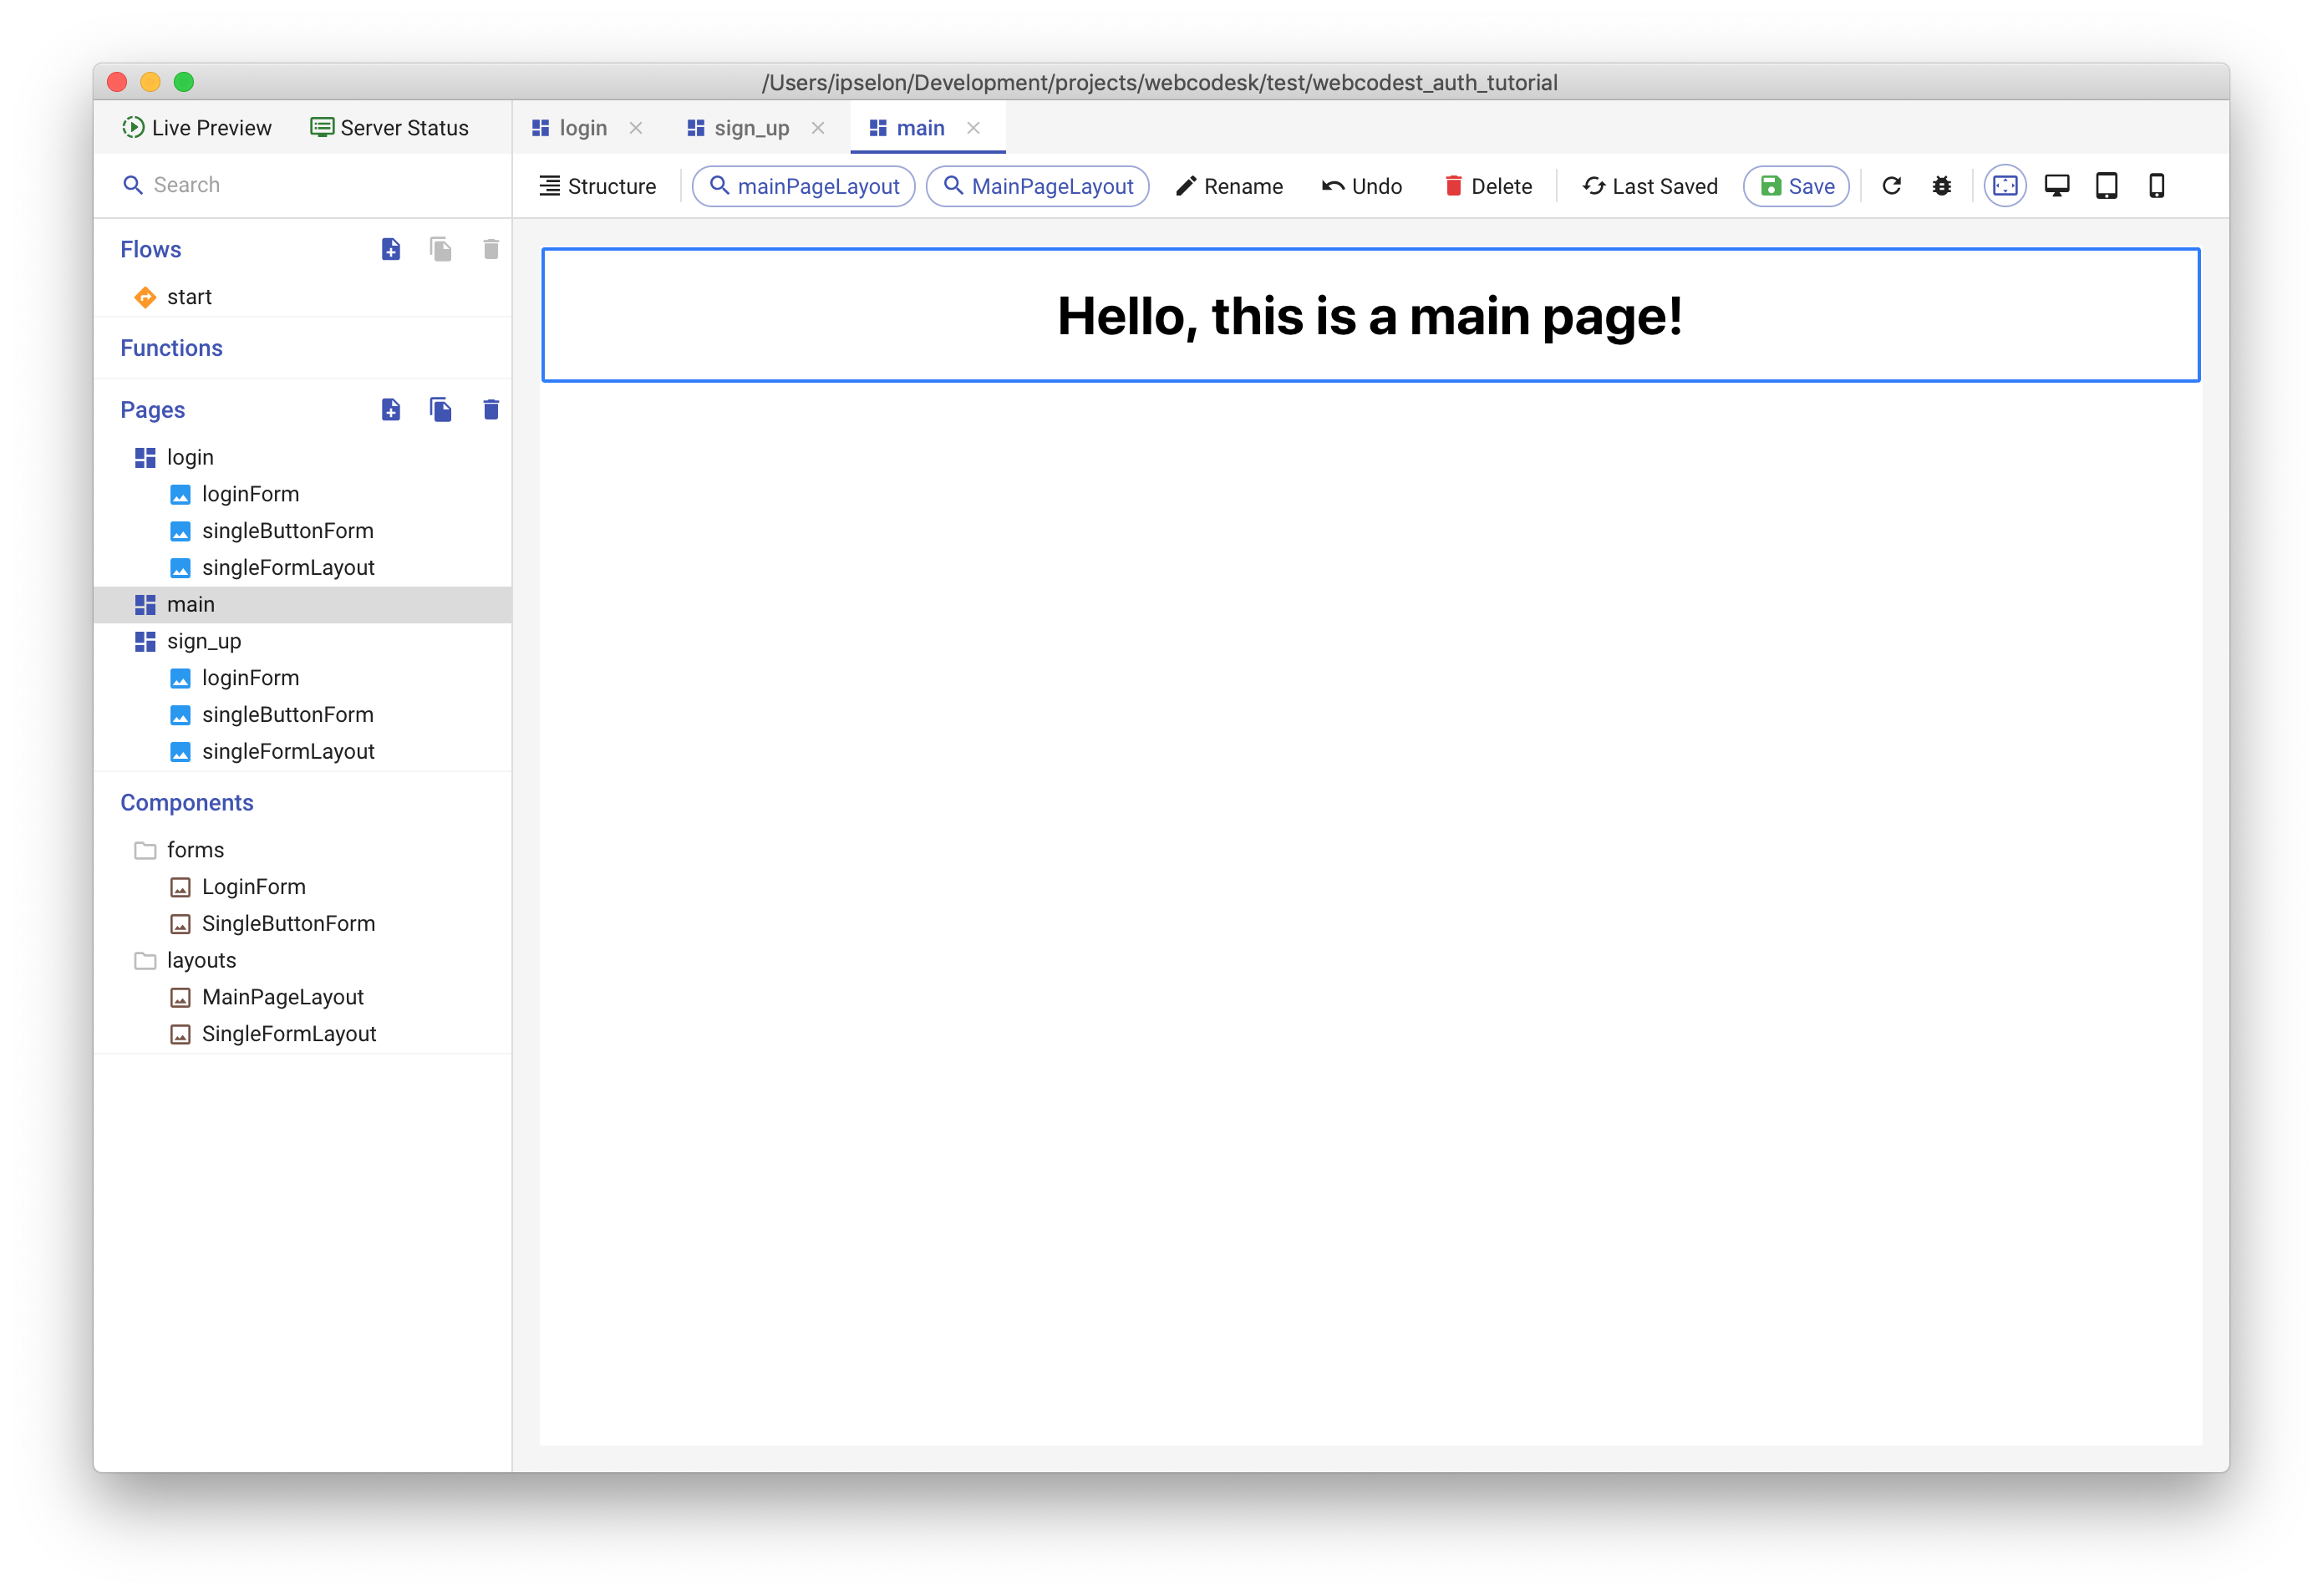 /Users/ipselon/Development/projects/webcodesk/test/webcodest_auth_tutorial
Live Preview Server Status login sign_up main
Search Structure mainPageLayout MainPageLayout Rename Undo Delete Last Saved Save
Flows
start
Functions
Pages
login
loginForm
singleButtonForm
singleFormLayout
main
sign_up
loginForm
singleButtonForm
singleFormLayout
Components
forms
LoginForm
SingleButtonForm
layouts
MainPageLayout
SingleFormLayout
Hello, this is a main page!